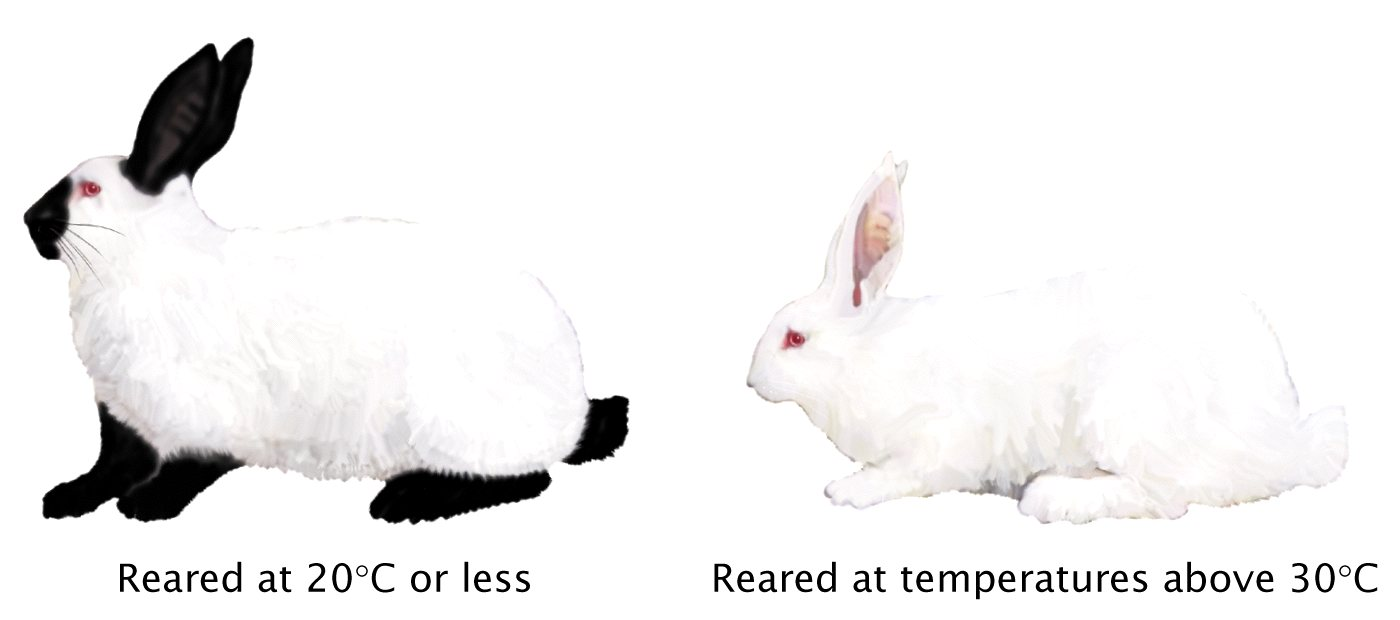 Reared at 20°C or less
Reared at temperatures above 30°C